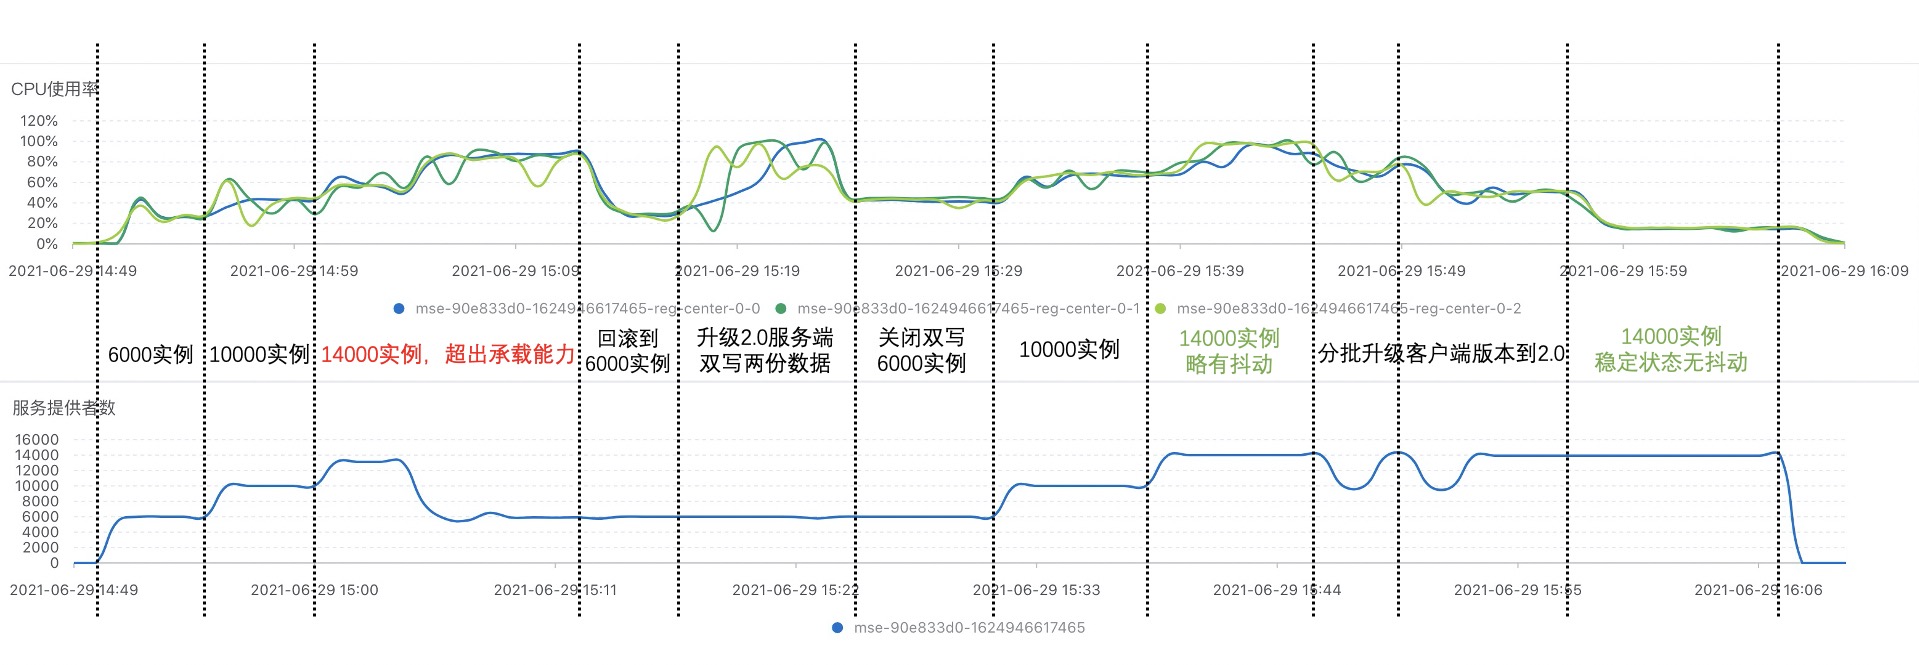 CPU使用率
120%
100%
80%
60%
40%
20%
0%
2021-06-29 14:49
2021-06-29 14:59
2021-06-29 15:09
2021-06-29 15:19
2021-06-29 15:29
2021-06-29 15:39
2021-06-29 15:49
2021-06-29 15:59
2021-06-29 16:09
mse-90e833d0-1624946617465-reg-center-0-0
mse-90e833d0-1624946617465-reg-center-0-1
mse-90e833d0-1624946617465-reg-center-0-2
6000实例
10000实例
14000实例，超出承载能力
回滚到
6000实例
升级2.0服务端
双写两份数据
关闭双写
6000实例
10000实例
14000实例
略有抖动
分批升级客户端版本到2.0
14000实例
稳定状态无抖动
服务提供者数
16000
14000
12000
10000
8000
6000
4000
2000
0
2021-06-29 14:49
2021-06-29 15:00
2021-06-29 15:11
2021-06-29 15:22
2021-06-29 15:33
2021-06-29 15:44
2021-06-29 15:55
2021-06-29 16:06
mse-90e833d0-1624946617465